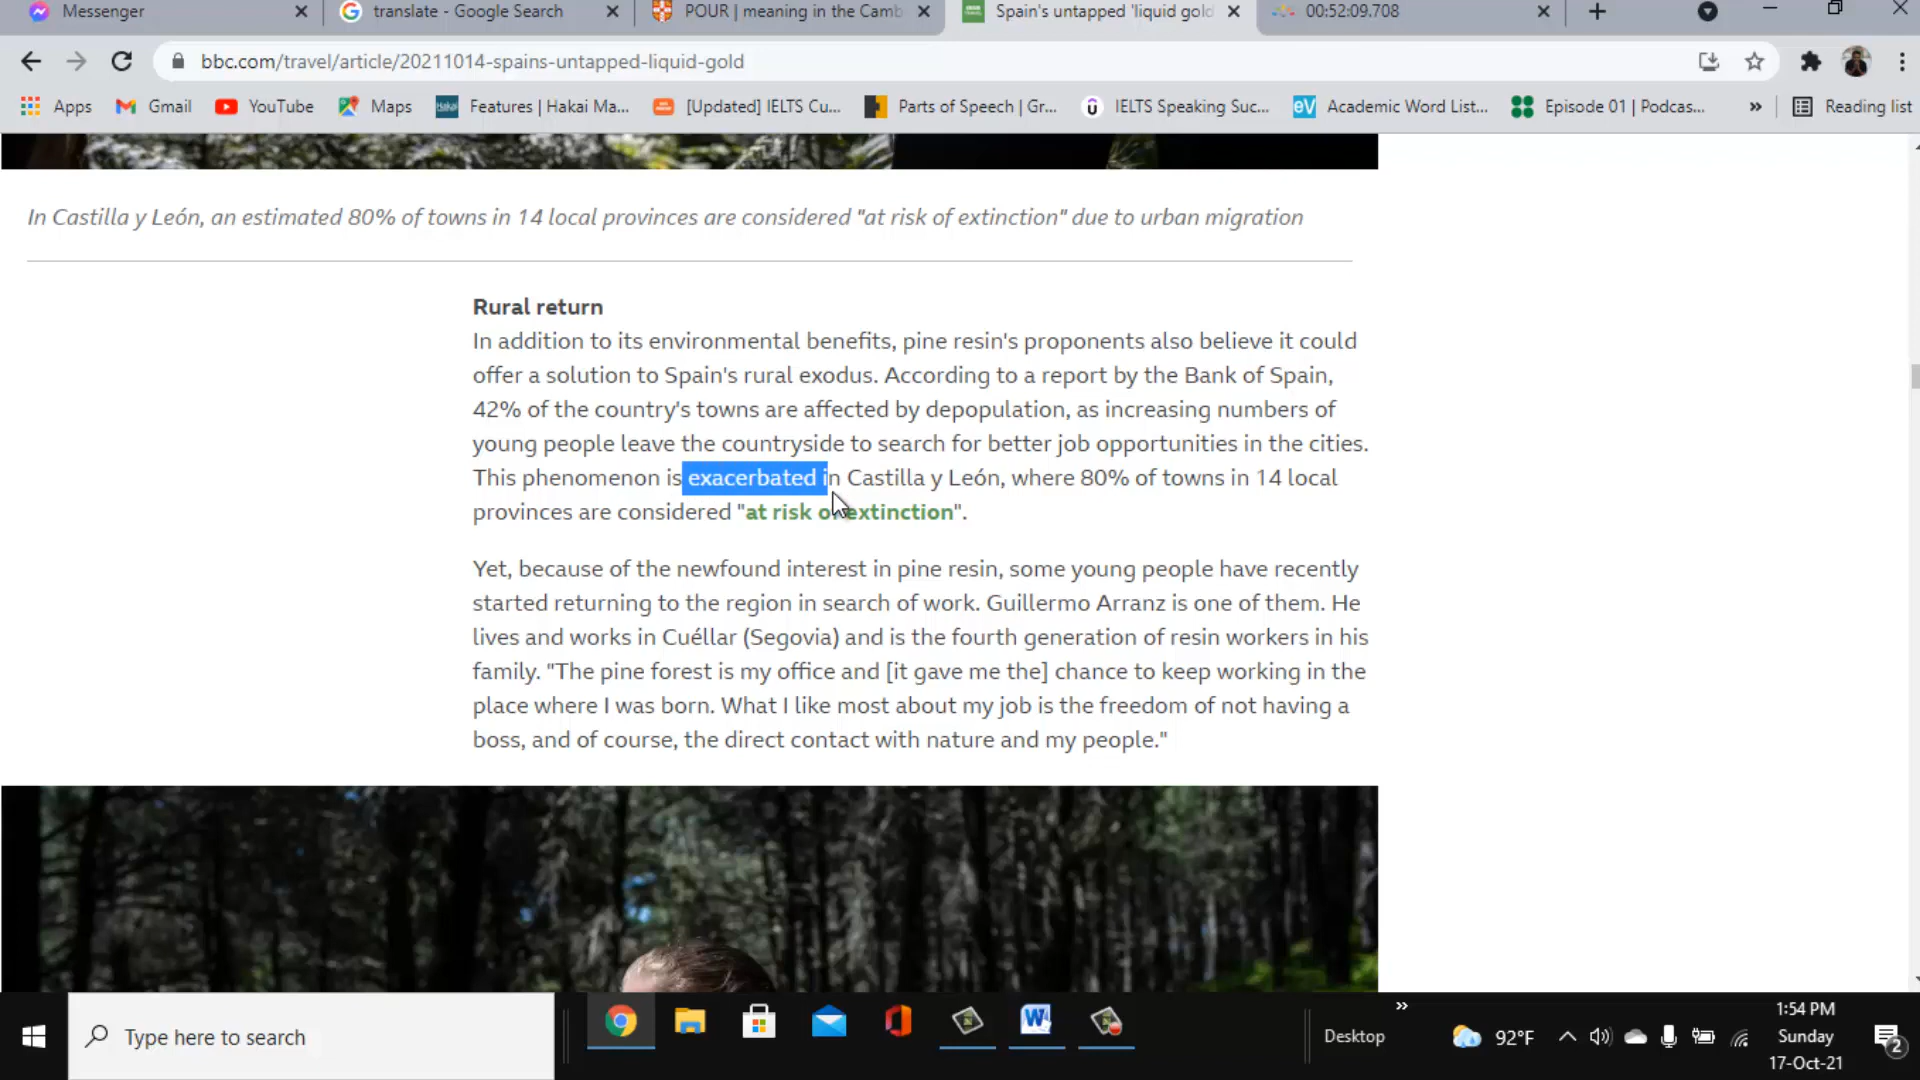 Messenger
translate - Google Search
POUR | meaning in the Camb
Spain's untapped 'liquid gold
00:52:09.708
bbc.com/travel/article/20211014-spains-untapped-liquid-gold
Apps
Gmail
YouTube
Maps
Features | Hakai Ma...
[Updated] IELTS Cu...
Parts of Speech | Gr...
IELTS Speaking Suc...
Academic Word List...
Episode 01 | Podcas...
»
Reading list
In Castilla y León, an estimated 80% of towns in 14 local provinces are considered "at risk of extinction" due to urban migration
Rural return
In addition to its environmental benefits, pine resin's proponents also believe it could
offer a solution to Spain's rural exodus. According to a report by the Bank of Spain,
42% of the country's towns are affected by depopulation, as increasing numbers of
young people leave the countryside to search for better job opportunities in the cities.
This phenomenon is exacerbated in Castilla y León, where 80% of towns in 14 local
provinces are considered "at risk of extinction".
Yet, because of the newfound interest in pine resin, some young people have recently
started returning to the region in search of work. Guillermo Arranz is one of them. He
lives and works in Cuéllar (Segovia) and is the fourth generation of resin workers in his
family. "The pine forest is my office and [it gave me the] chance to keep working in the
place where I was born. What I like most about my job is the freedom of not having a
boss, and of course, the direct contact with nature and my people."
Type here to search
Desktop
»
92°F
1:54 PM
Sunday
17-Oct-21
2